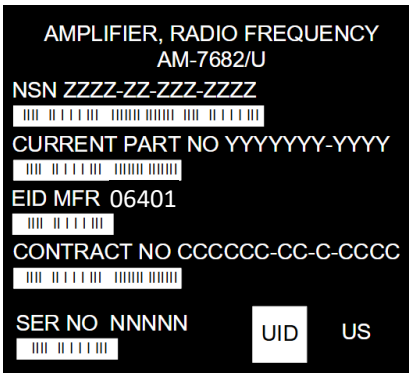 AMPLIFIER, RADIO FREQUENCY
AM-7682/U
NSN ZZZZ-ZZ-ZZZ-ZZZZ
CURRENT PART NO YYYYYYY-YYYY
EID MFR 06401
CONTRACT NO CCCCCC-CC-C-CCCC
SER NO NNNNN
UID US